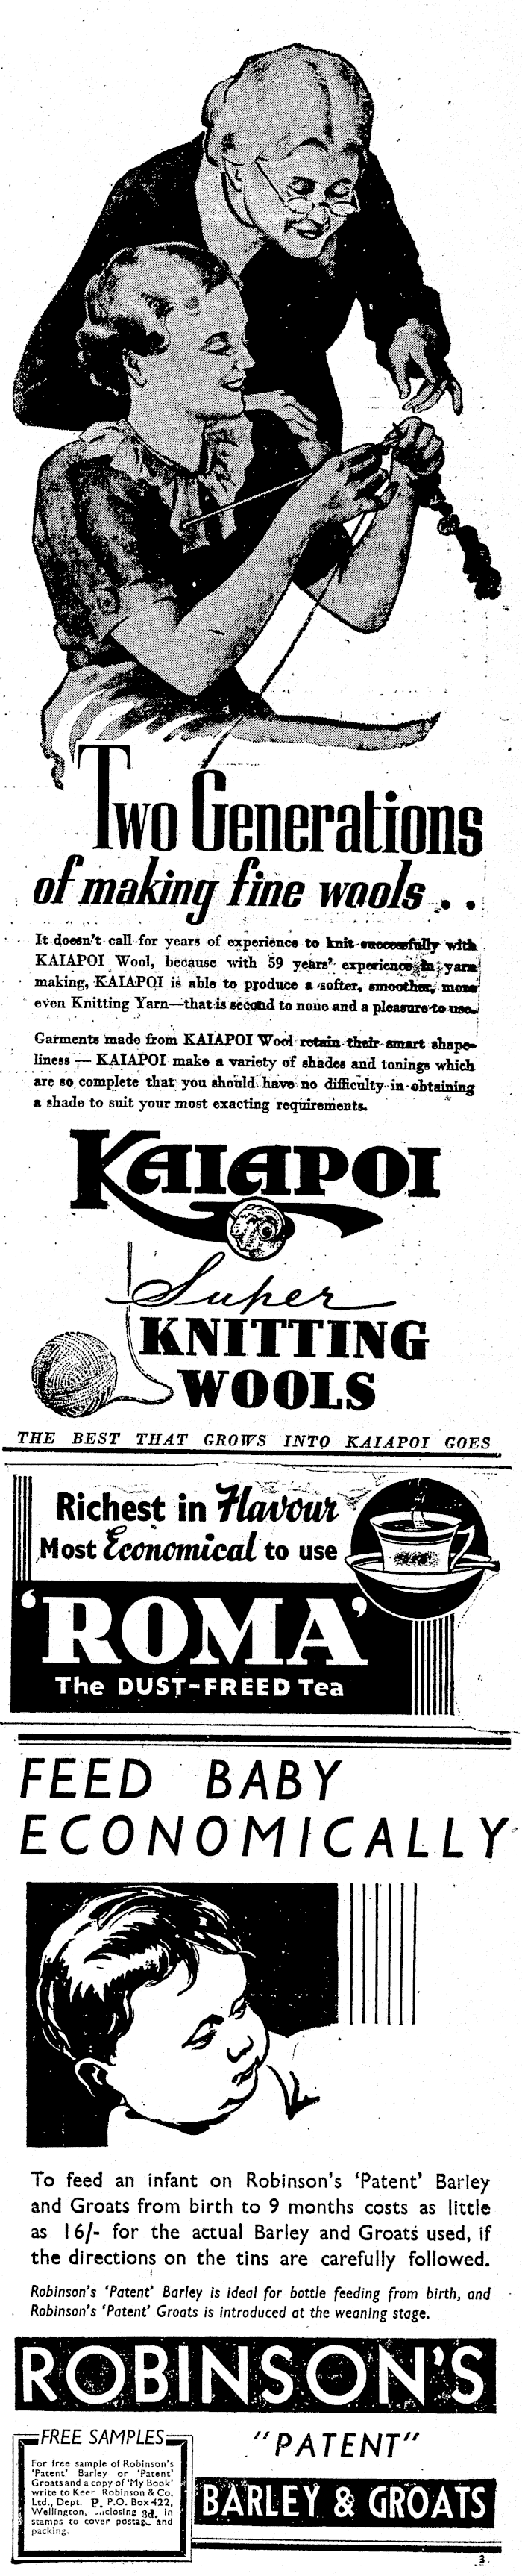 Two Generations
of making fine wools . .
It doesn't call for years of experience to knit successfully with
KAIAPOI Wool, because with 59 years' experience in yarn
making, KAIAPOI is able to produce a softer, smoother, more
even Knitting Yarn—that is second to none and a pleasure to use.
Garments made from KAIAPOI Wool retain their smart shape-
liness — KAIAPOI make a variety of shades and tonings which
are so complete that you should have no difficulty in obtaining
a shade to suit your most exacting requirements.
KAIAPOI
Super
KNITTING
WOOLS
THE BEST THAT GROWS INTO KAIAPOI GOES
Richest in Flavour
Most Economical to use
'ROMA'
The DUST-FREED Tea
FEED BABY
ECONOMICALLY
To feed an infant on Robinson's 'Patent' Barley
and Groats from birth to 9 months costs as little
as 16/- for the actual Barley and Groats used, if
the directions on the tins are carefully followed.
Robinson's 'Patent' Barley is ideal for bottle feeding from birth, and
Robinson's 'Patent' Groats is introduced at the weaning stage.
ROBINSON'S
"PATENT"
BARLEY & GROATS
FREE SAMPLES
For free sample of Robinson's
'Patent' Barley or 'Patent'
Groats and a copy of 'My Book'
write to Robinson & Co.
Ltd., Dept. P. P.O. Box 422,
Wellington, enclosing 3d. in
stamps to cover postage and
packing.
3